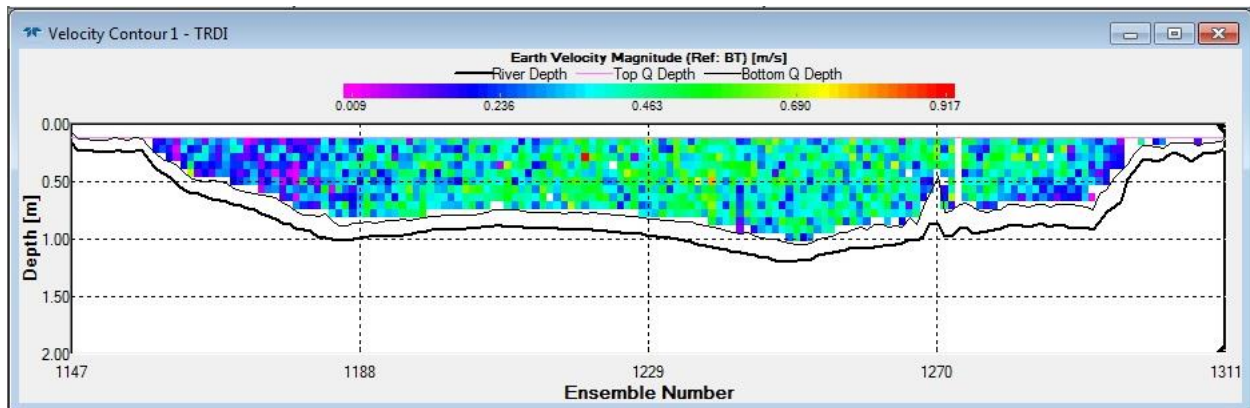 Velocity Contour 1 - TRDI
Earth Velocity Magnitude (Ref: BT) [m/s]
River Depth Top Q Depth Bottom Q Depth
0.009 0.236 0.463 0.690 0.917
0.00
0.50
1.00
1.50
2.00
Depth [m]
1147 1188 1229 1270 1311
Ensemble Number